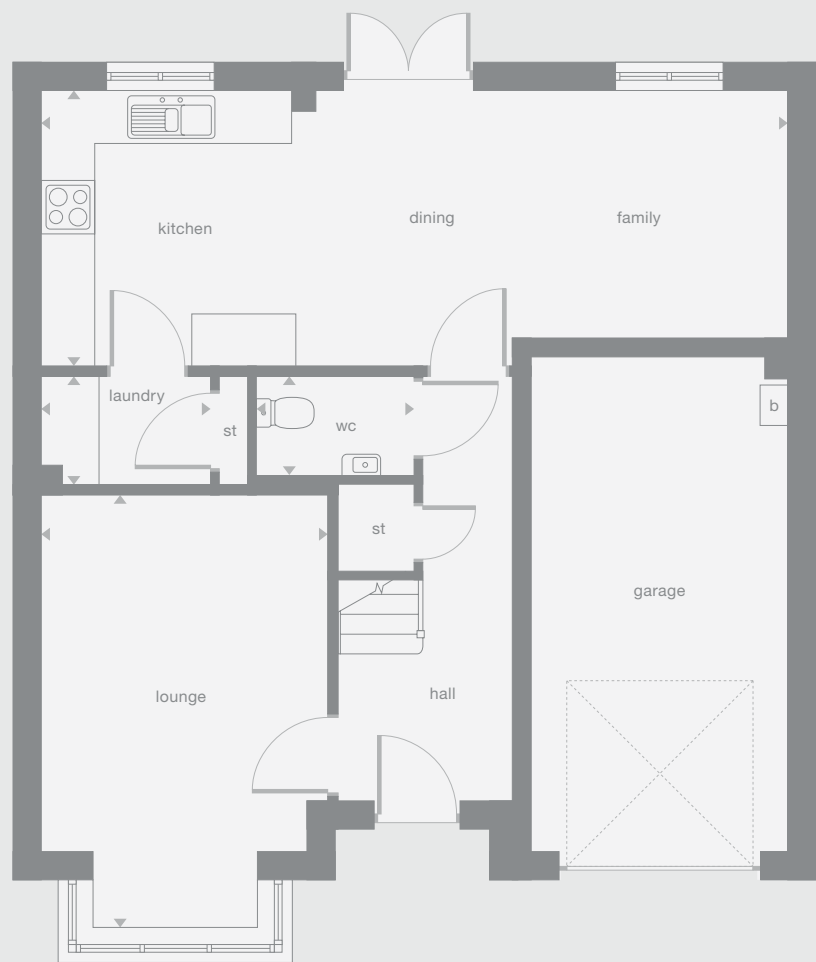 kitchen
dining
family
laundry
st
wc
b
st
garage
lounge
hall